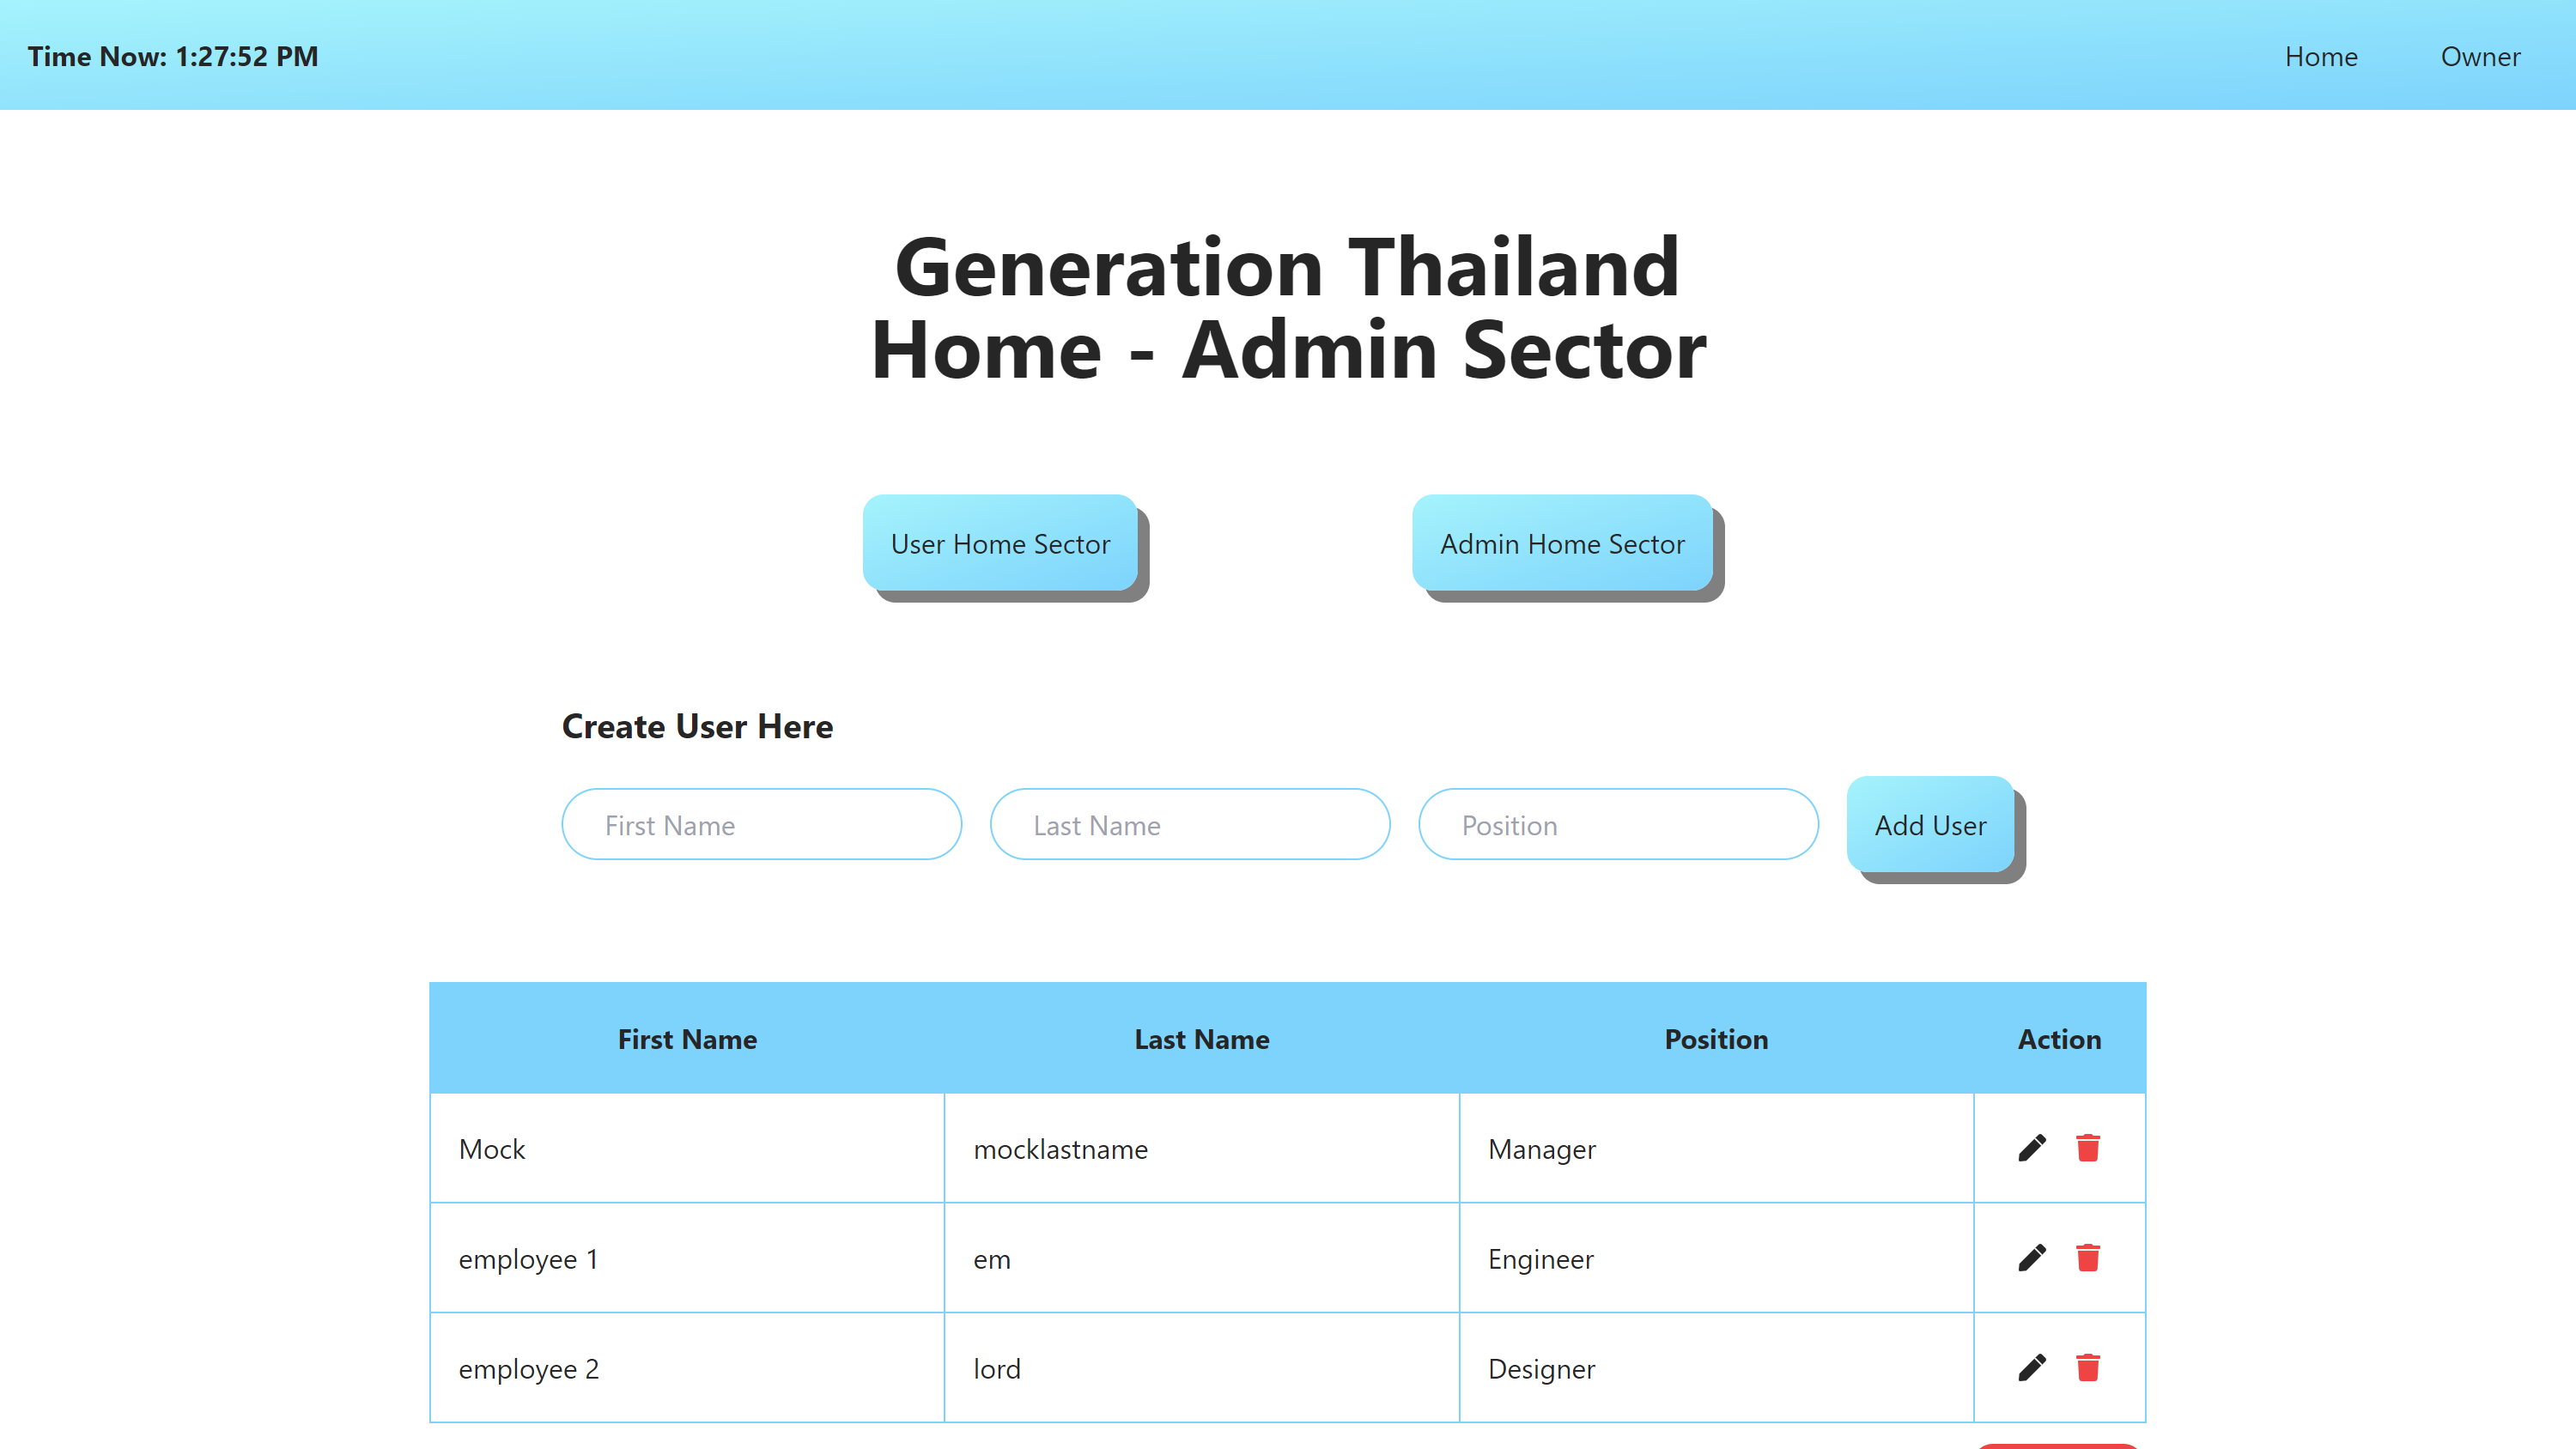 Time Now: 1:27:52 PM
Home
Owner
Generation Thailand
Home - Admin Sector
User Home Sector
Admin Home Sector
Create User Here
First Name
Last Name
Position
Add User
First Name
Last Name
Position
Action
Mock
mocklastname
Manager
employee 1
em
Engineer
employee 2
lord
Designer